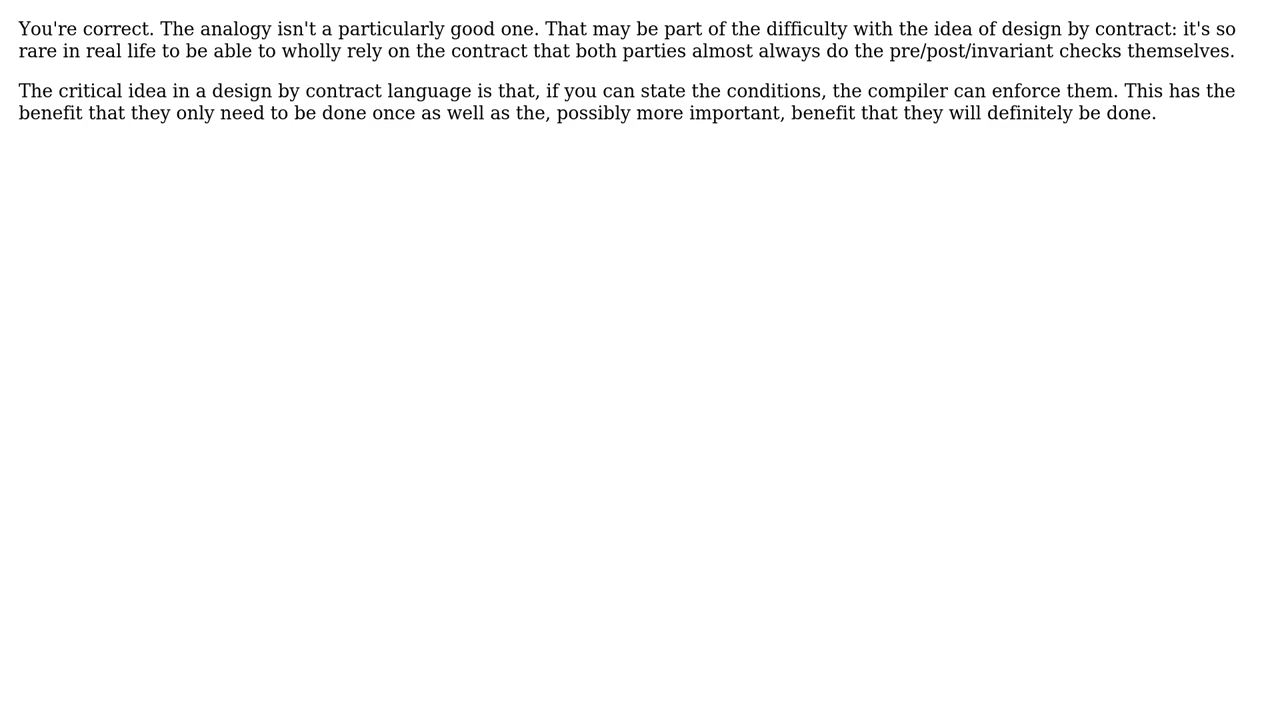 You're correct. The analogy isn't a particularly good one. That may be part of the difficulty with the idea of design by contract: it's so
rare in real life to be able to wholly rely on the contract that both parties almost always do the pre/post/invariant checks themselves.
The critical idea in a design by contract language is that, if you can state the conditions, the compiler can enforce them. This has the
benefit that they only need to be done once as well as the, possibly more important, benefit that they will definitely be done.